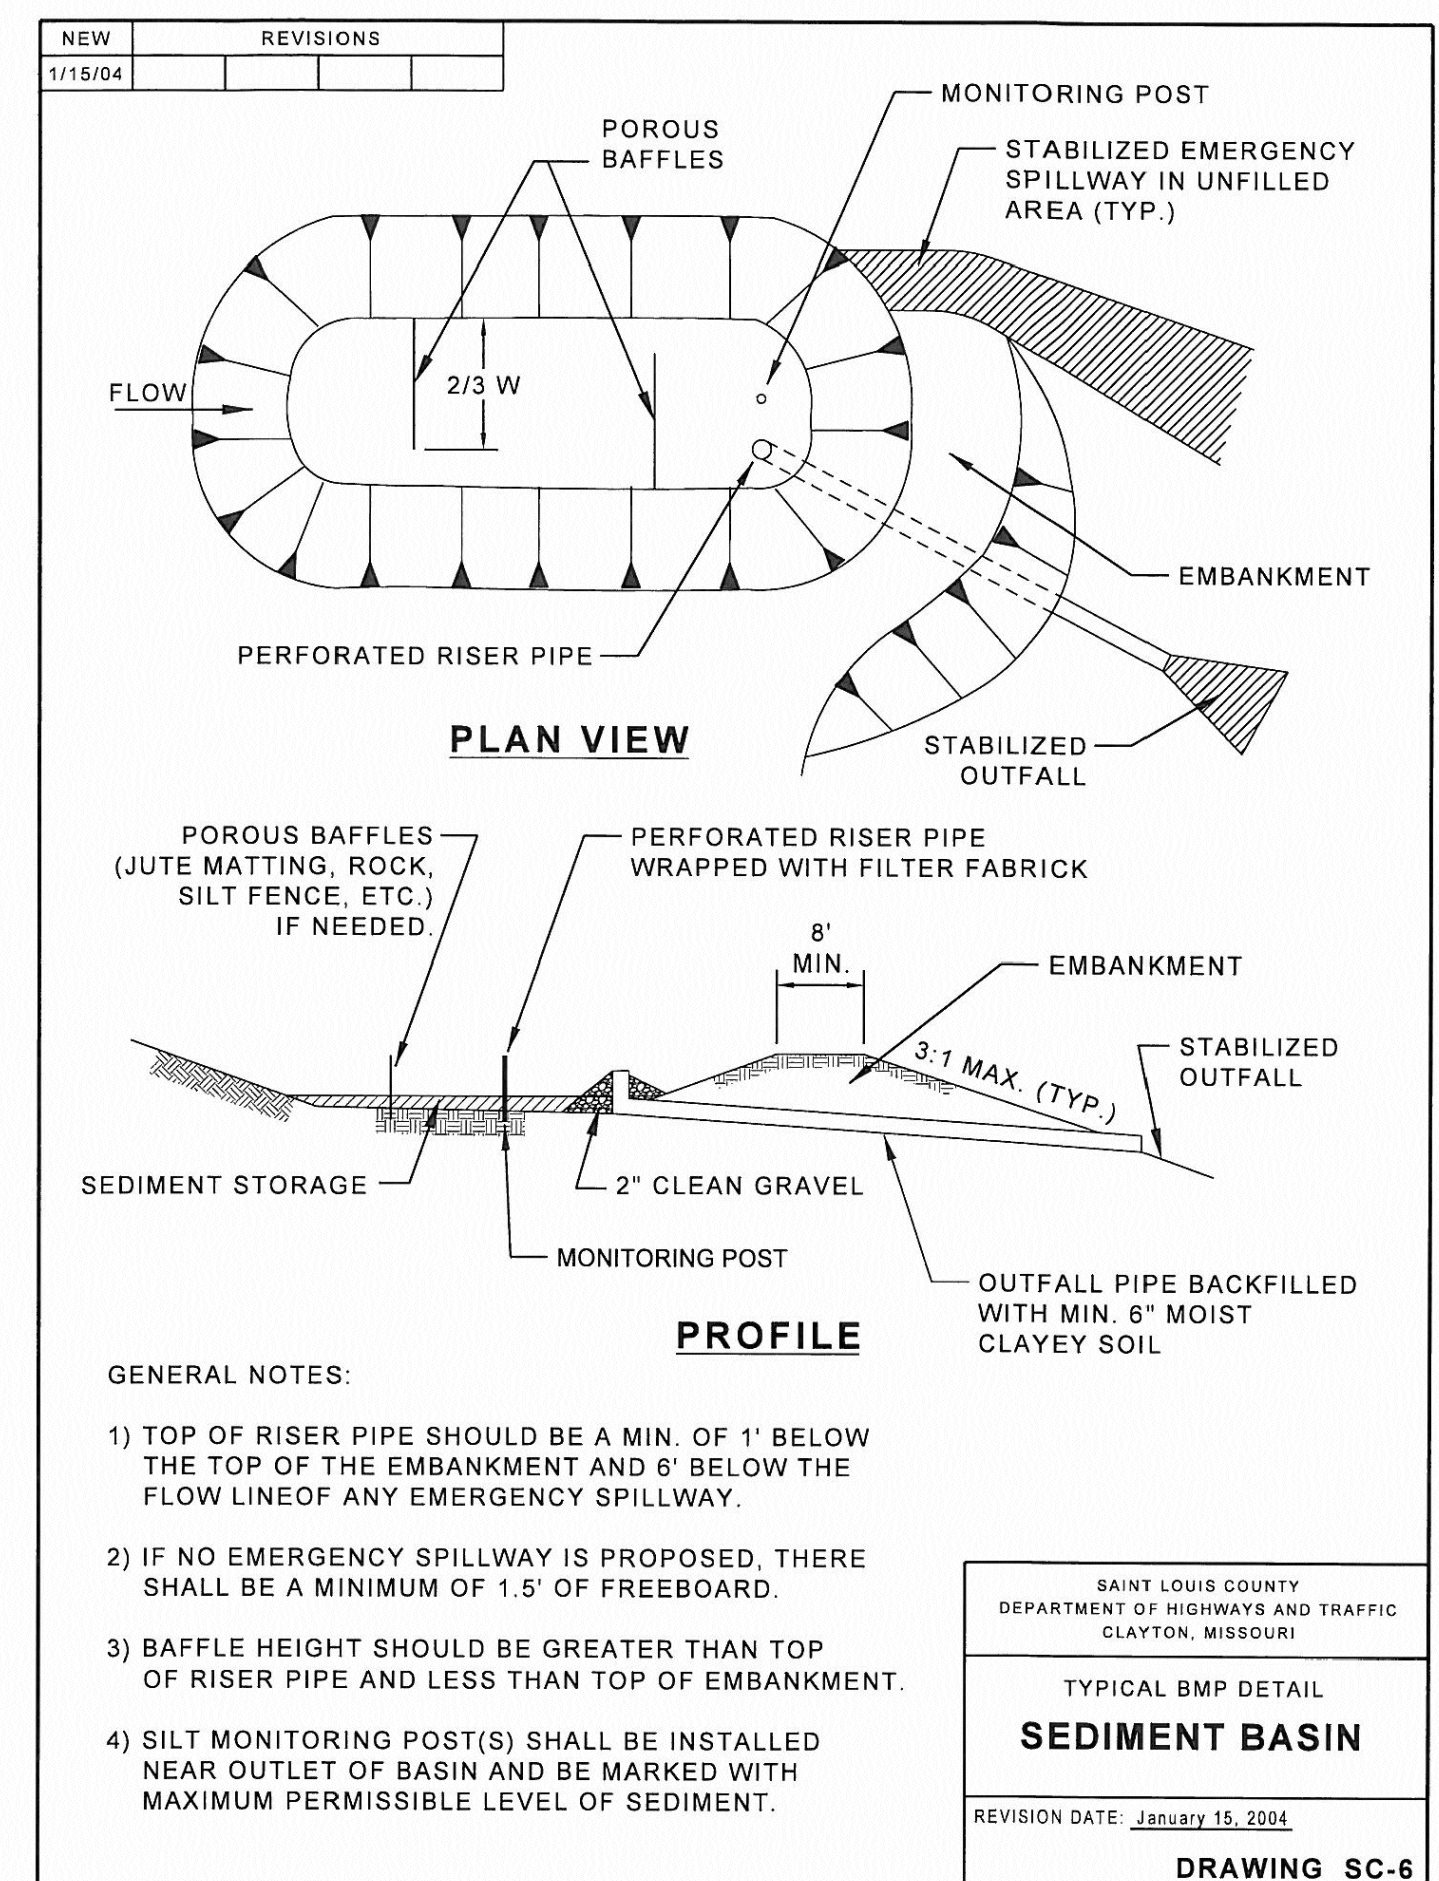 NEW REVISIONS
1/15/04
MONITORING POST
POROUS
BAFFLES
STABILIZED EMERGENCY
SPILLWAY IN UNFILLED
AREA (TYP.)
FLOW
2/3 W
EMBANKMENT
PERFORATED RISER PIPE
PLAN VIEW
STABILIZED
OUTFALL
POROUS BAFFLES
(JUTE MATTING, ROCK,
SILT FENCE, ETC.)
IF NEEDED.
PERFORATED RISER PIPE
WRAPPED WITH FILTER FABRICK
8'
MIN.
EMBANKMENT
3:1 MAX. (TYP.)
STABILIZED
OUTFALL
SEDIMENT STORAGE
2" CLEAN GRAVEL
MONITORING POST
OUTFALL PIPE BACKFILLED
WITH MIN. 6" MOIST
CLAYEY SOIL
PROFILE
GENERAL NOTES:
1) TOP OF RISER PIPE SHOULD BE A MIN. OF 1' BELOW
THE TOP OF THE EMBANKMENT AND 6' BELOW THE
FLOW LINEOF ANY EMERGENCY SPILLWAY.
2) IF NO EMERGENCY SPILLWAY IS PROPOSED, THERE
SHALL BE A MINIMUM OF 1.5' OF FREEBOARD.
3) BAFFLE HEIGHT SHOULD BE GREATER THAN TOP
OF RISER PIPE AND LESS THAN TOP OF EMBANKMENT.
4) SILT MONITORING POST(S) SHALL BE INSTALLED
NEAR OUTLET OF BASIN AND BE MARKED WITH
MAXIMUM PERMISSIBLE LEVEL OF SEDIMENT.
SAINT LOUIS COUNTY
DEPARTMENT OF HIGHWAYS AND TRAFFIC
CLAYTON, MISSOURI
TYPICAL BMP DETAIL
SEDIMENT BASIN
REVISION DATE: January 15, 2004
DRAWING SC-6